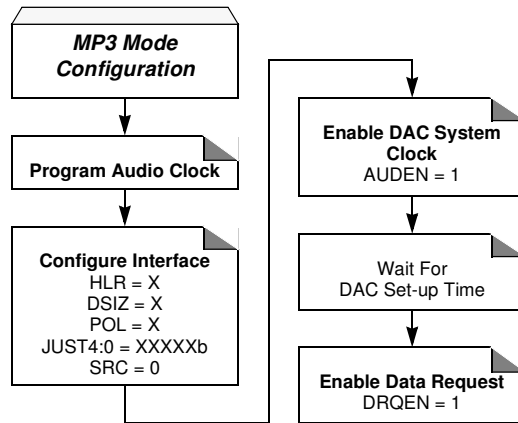 MP3 Mode
Configuration
Program Audio Clock
Configure Interface
HLR = X
DSIZ = X
POL = X
JUST4:0 = XXXXXb
SRC = 0
Enable DAC System
Clock
AUDEN = 1
Wait For
DAC Set-up Time
Enable Data Request
DRQEN = 1